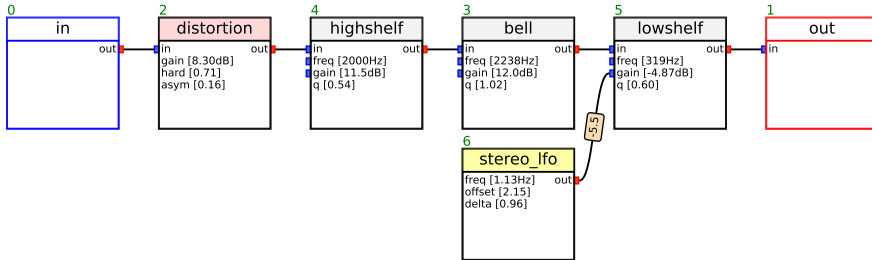 0
in
out
2
distortion
in
out
gain [8.30dB]
hard [0.71]
asym [0.16]
4
highshelf
in
out
freq [2000Hz]
gain [11.5dB]
q [0.54]
3
bell
in
out
freq [2238Hz]
gain [12.0dB]
q [1.02]
5
lowshelf
in
out
freq [319Hz]
gain [-4.87dB]
q [0.60]
1
out
in
-5.5
6
stereo_lfo
freq [1.13Hz]
out
offset [2.15]
delta [0.96]